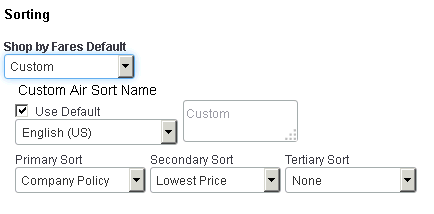 Sorting
Shop by Fares Default
Custom
Custom Air Sort Name
Use Default
Custom
English (US)
Primary Sort Secondary Sort Tertiary Sort
Company Policy Lowest Price None